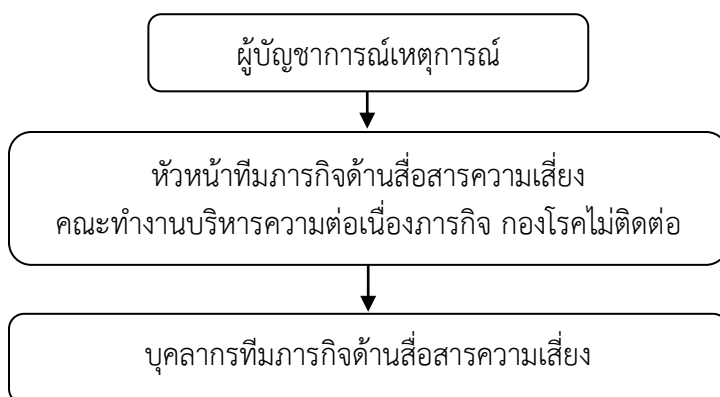 ผู้บัญชาการณ์เหตุการณ์
หัวหน้าทีมภารกิจด้านสื่อสารความเสี่ยง
คณะทำงานบริหารความต่อเนื่องภารกิจ กองโรคไม่ติดต่อ
บุคลากรทีมภารกิจด้านสื่อสารความเสี่ยง